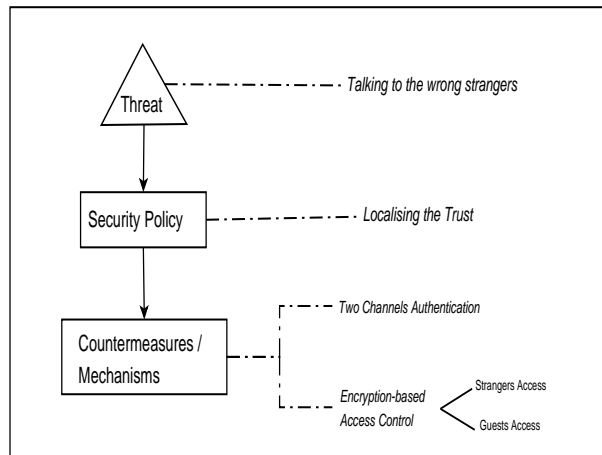 Threat
Talking to the wrong strangers
Security Policy
Localising the Trust
Countermeasures /
Mechanisms
Two Channels Authentication
Encryption-based
Access Control
Strangers Access
Guests Access